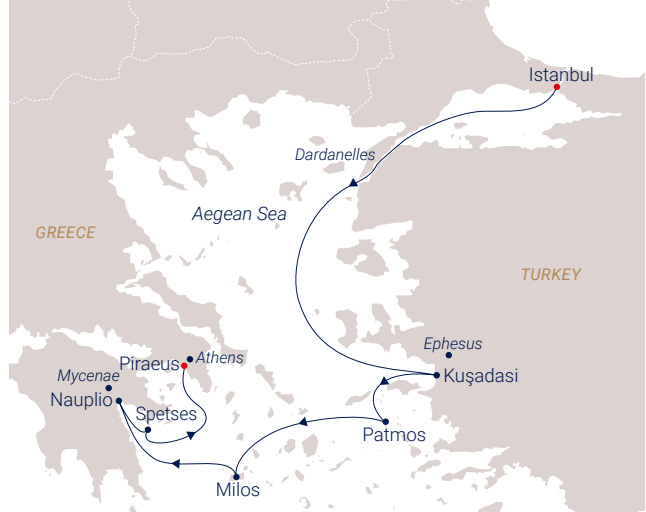 Istanbul
Dardanelles
Aegean Sea
GREECE
TURKEY
Ephesus
Athens
Piraeus
Kuşadasi
Mycenae
Nauplio
Spetses
Patmos
Milos